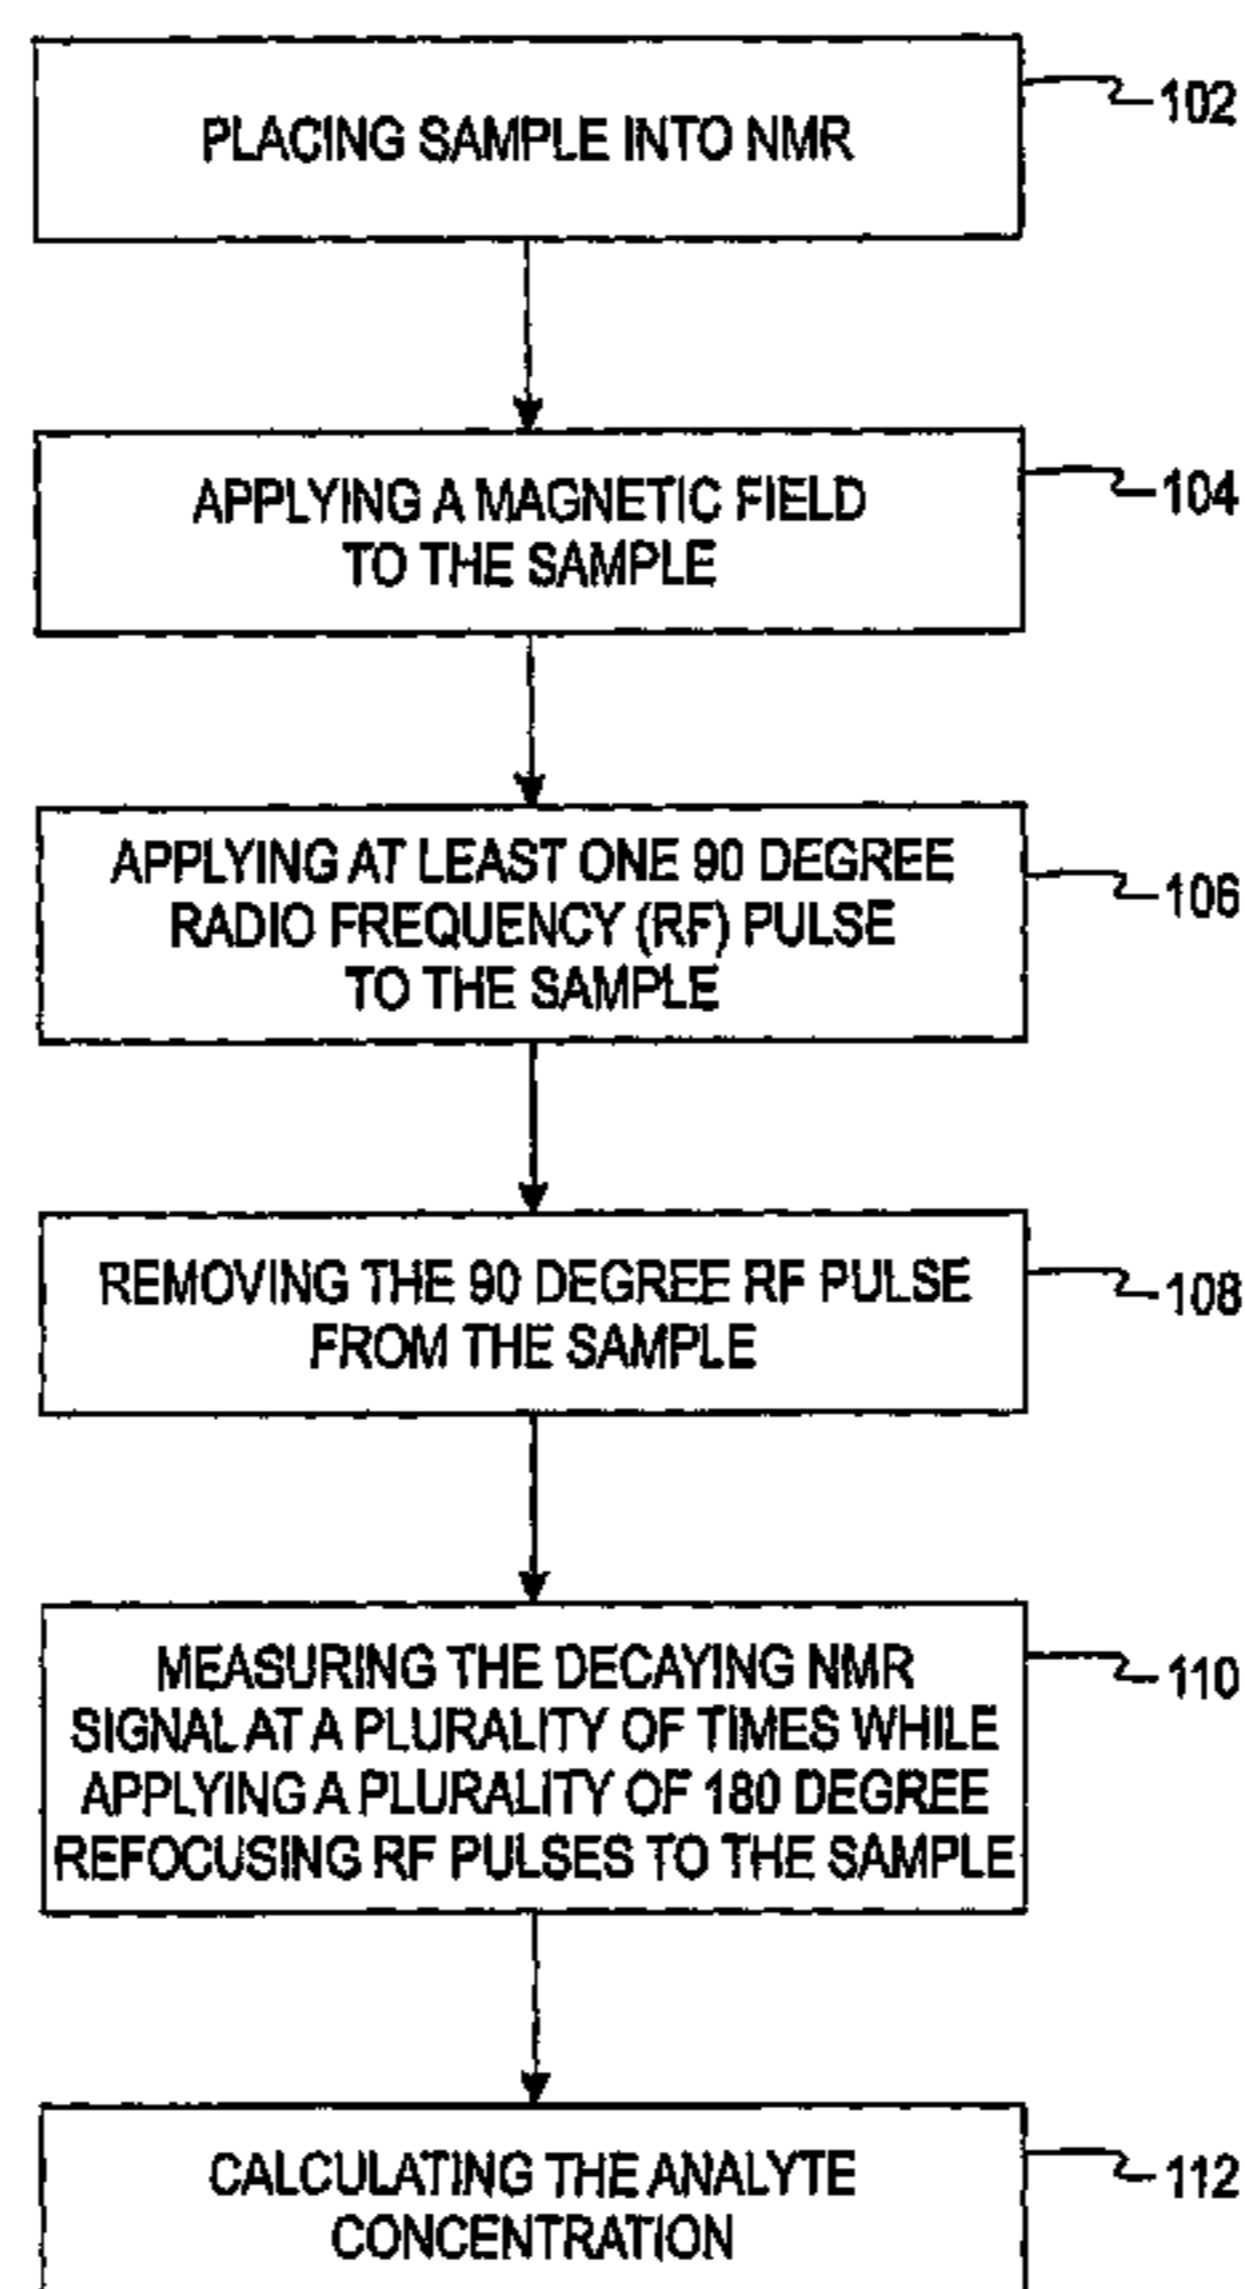 PLACING SAMPLE INTO NMR
102
APPLYING A MAGNETIC FIELD
TO THE SAMPLE
104
APPLYING AT LEAST ONE 90 DEGREE
RADIO FREQUENCY (RF) PULSE
TO THE SAMPLE
106
REMOVING THE 90 DEGREE RF PULSE
FROM THE SAMPLE
108
MEASURING THE DECAYING NMR
SIGNAL AT A PLURALITY OF TIMES WHILE
APPLYING A PLURALITY OF 180 DEGREE
REFOCUSING RF PULSES TO THE SAMPLE
110
CALCULATING THE ANALYTE
CONCENTRATION
112